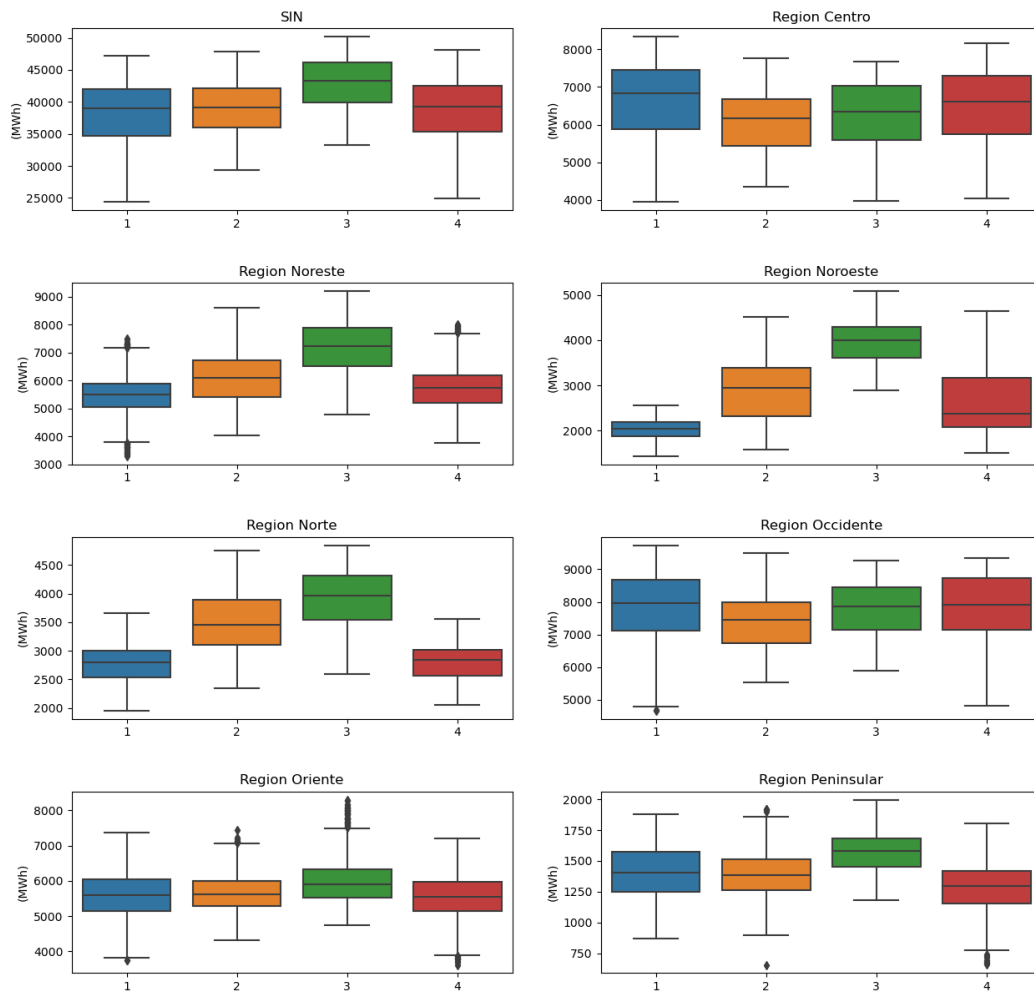 SIN
(MWh)
50000
45000
40000
35000
30000
25000
1 2 3 4
Region Centro
(MWh)
8000
7000
6000
5000
4000
1 2 3 4
Region Noreste
(MWh)
9000
8000
7000
6000
5000
4000
3000
1 2 3 4
Region Noroeste
(MWh)
5000
4000
3000
2000
1 2 3 4
Region Norte
(MWh)
4500
4000
3500
3000
2500
2000
1 2 3 4
Region Occidente
(MWh)
9000
8000
7000
6000
5000
1 2 3 4
Region Oriente
(MWh)
8000
7000
6000
5000
4000
1 2 3 4
Region Peninsular
(MWh)
2000
1750
1500
1250
1000
750
1 2 3 4